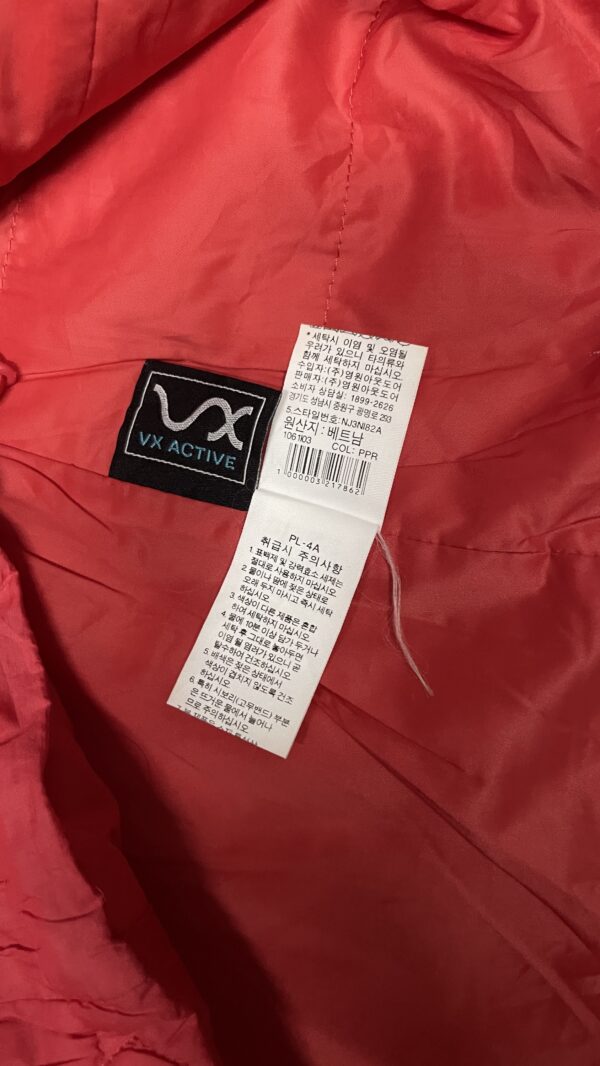 VX
VX ACTIVE
* 세탁시 이염 및 오염될
우려가 있으니 타의류와
함께 세탁하지 마십시오
수입자:(주)영원아웃도어
판매자:(주)영원아웃도어
소비자 상담실: 1899-2626
경기도 성남시 중원구 광명로 293
5.스타일번호:NJ3NI82A
원산지: 베트남
1061103 COL: PPR
1 000003 217862
PL-4A
취급시 주의사항
1. 표백제 및 강력효소 세제는
절대로 사용하지 마십시오
2. 물이나 땀에 젖은 상태로
오래 두지 마시고 즉시 세탁
하십시오.
3. 색상이 다른 제품은 혼합
하여 세탁하지 마십시오
4. 물에 10분 이상 담가 두거나
세탁 후 그대로 놓아두면
이염 될 염려가 있으니 곧
탈수하며 건조하십시오
5. 배색은 젖은 상태에서
색상이 겹치지 않도록 건조
하십시오
6. 특히 시보리(고무밴드) 부분
은 뜨거운 물에서 늘어나
므로 주의하십시오